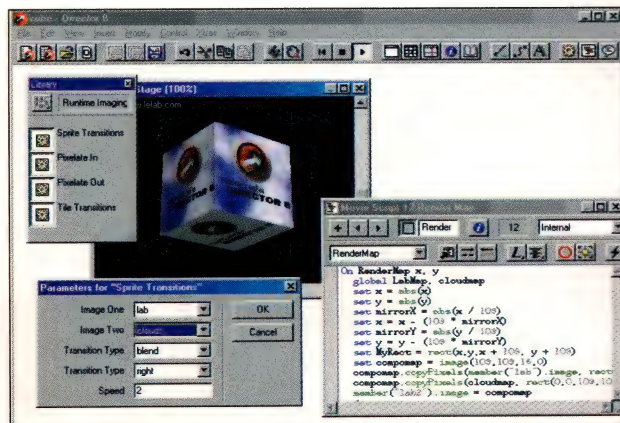 cube - Director 8
File Edit View Insert Modify Control Xtras Window Help
Library
Runtime Imaging
Sprite Transitions
Pixelate In
Pixelate Out
Tile Transitions
Stage (100%)
.lelab.com
DIRECTOR 8
Render
12
Internal
RenderMap
On RenderMap x, y
global LabMap, cloudmap
set x = abs(x)
set y = abs(y)
set mirrorX = abs(x / 109)
set x = x - (109 * mirrorX)
set mirrorY = abs(y / 109)
set y = y - (109 * mirrorY)
set MyRect = rect(x,y,x + 109, y + 109)
compomap = image(109,109,16,0)
compomap.copyPixels(member("lab").image, rect
compomap.copyPixels(cloudmap, rect(0,0,109,10
member("lab2").image = compomap
Parameters for "Sprite Transitions"
Image One lab OK
Image Two Cancel
Transition Type blend
Transition Type right
Speed 2